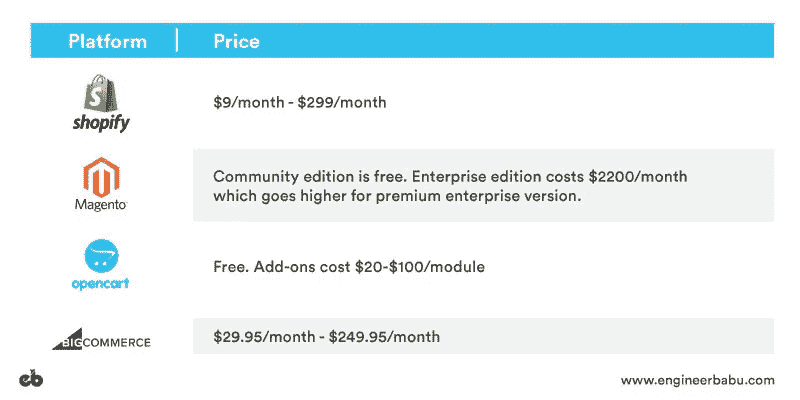 Platform | Price
shopify
$9/month - $299/month
Magento
Community edition is free. Enterprise edition costs $2200/month
which goes higher for premium enterprise version.
opencart
Free. Add-ons cost $20-$100/module
BIGCOMMERCE
$29.95/month - $249.95/month
eb
www.engineerbabu.com